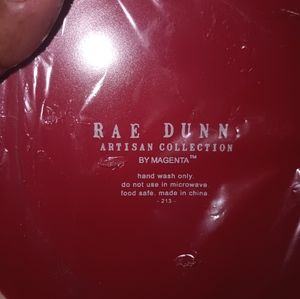 RAE DUNN:
ARTISAN COLLECTION
BY MAGENTA™
hand wash only.
do not use in microwave.
food safe. made in china.
- 213 -